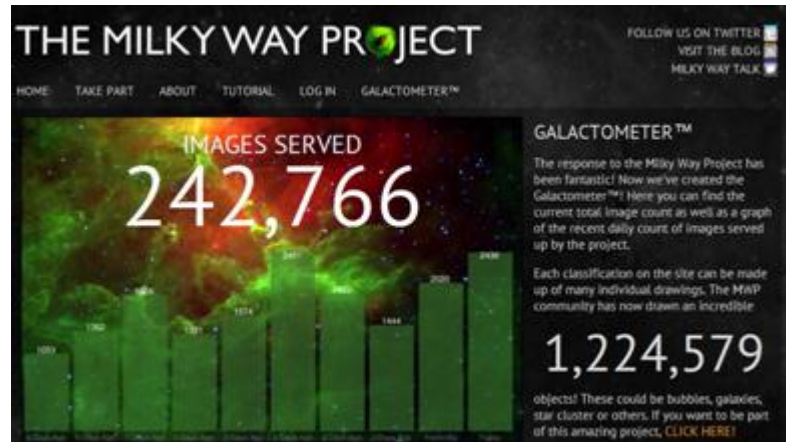 THE MILKY WAY PROJECT
FOLLOW US ON TWITTER
VISIT THE BLOG
MILKY WAY TALK
HOME TAKE PART ABOUT TUTORIAL LOG IN GALACTOMETER™
IMAGES SERVED
242,766
1444
GALACTOMETER™
The response to the Milky Way Project has
been fantastic! Now we've created the
Galactometer™! Here you can find the
current total image count as well as a graph
of the recent daily count of images served
up by the project.
Each classification on the site can be made
up of many individual drawings. The MWP
community has now drawn an incredible
1,224,579
objects! These could be bubbles, galaxies,
star cluster or others. If you want to be part
of this amazing project, CLICK HERE!